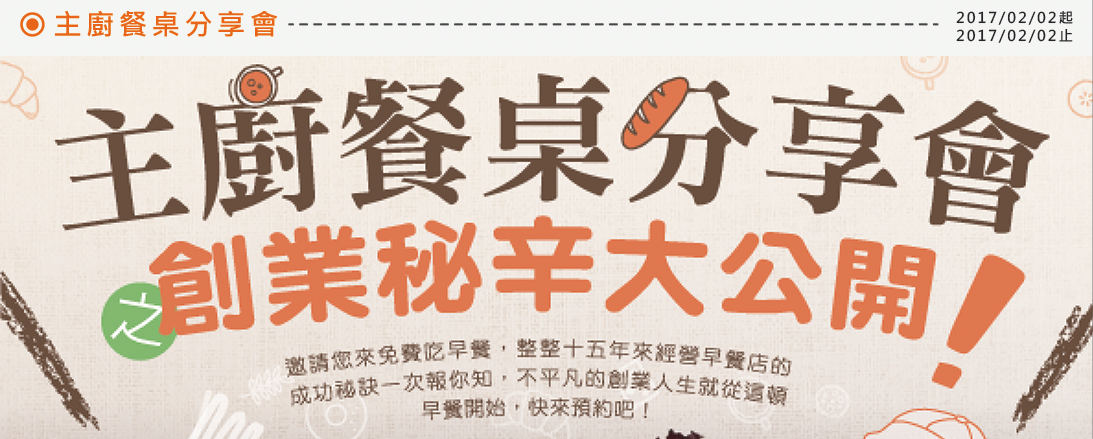 主廚餐桌分享會
2017/02/02起
2017/02/02止
主廚餐桌分享會
之創業秘辛大公開!
邀請您來免費吃早餐，整整十五年來經營早餐店的
成功秘訣一次報你知，不平凡的創業人生就從這頓
早餐開始，快來預約吧！